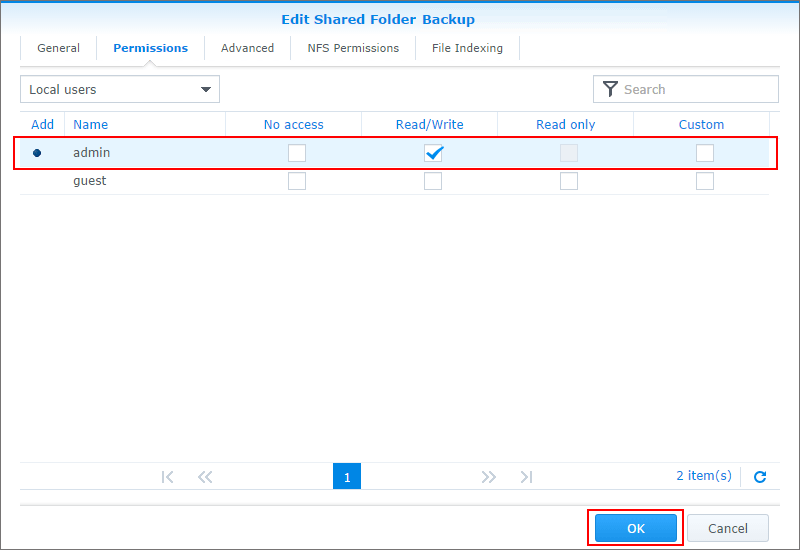 Edit Shared Folder Backup
General Permissions Advanced NFS Permissions File Indexing
Local users Search
Add Name No access Read/Write Read only Custom
admin
guest
1 2 item(s)
OK Cancel